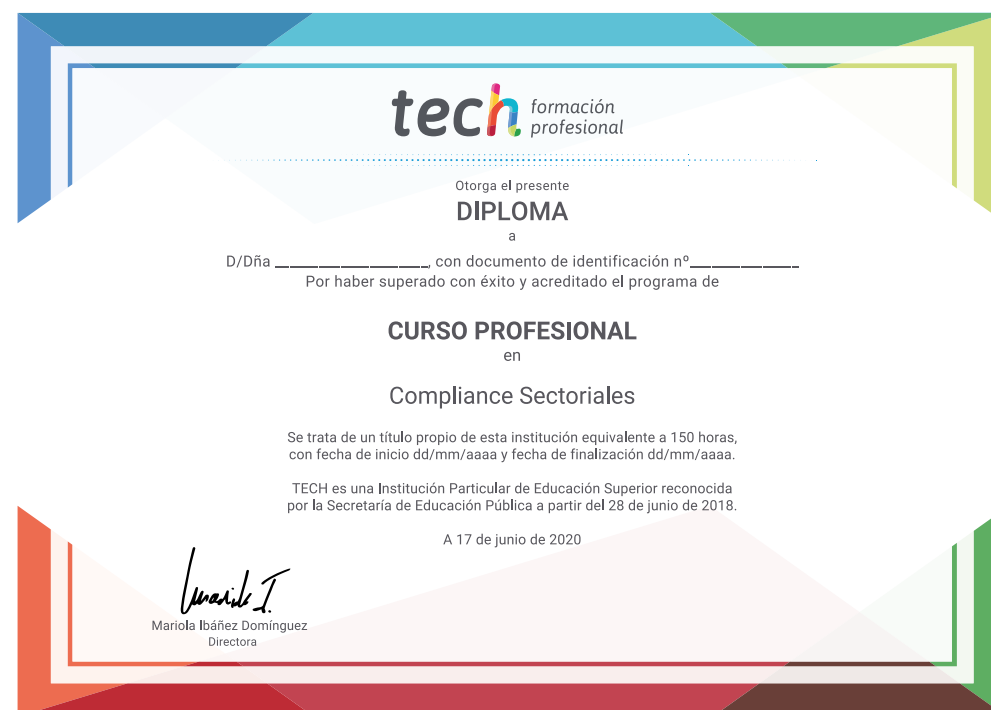 tech formación
profesional
Otorga el presente
DIPLOMA
a
D/Dña ____________________, con documento de identificación nº______________
Por haber superado con éxito y acreditado el programa de
CURSO PROFESIONAL
en
Compliance Sectoriales
Se trata de un título propio de esta institución equivalente a 150 horas,
con fecha de inicio dd/mm/aaaa y fecha de finalización dd/mm/aaaa.
TECH es una Institución Particular de Educación Superior reconocida
por la Secretaría de Educación Pública a partir del 28 de junio de 2018.
A 17 de junio de 2020
Mariola Ibáñez Domínguez
Directora